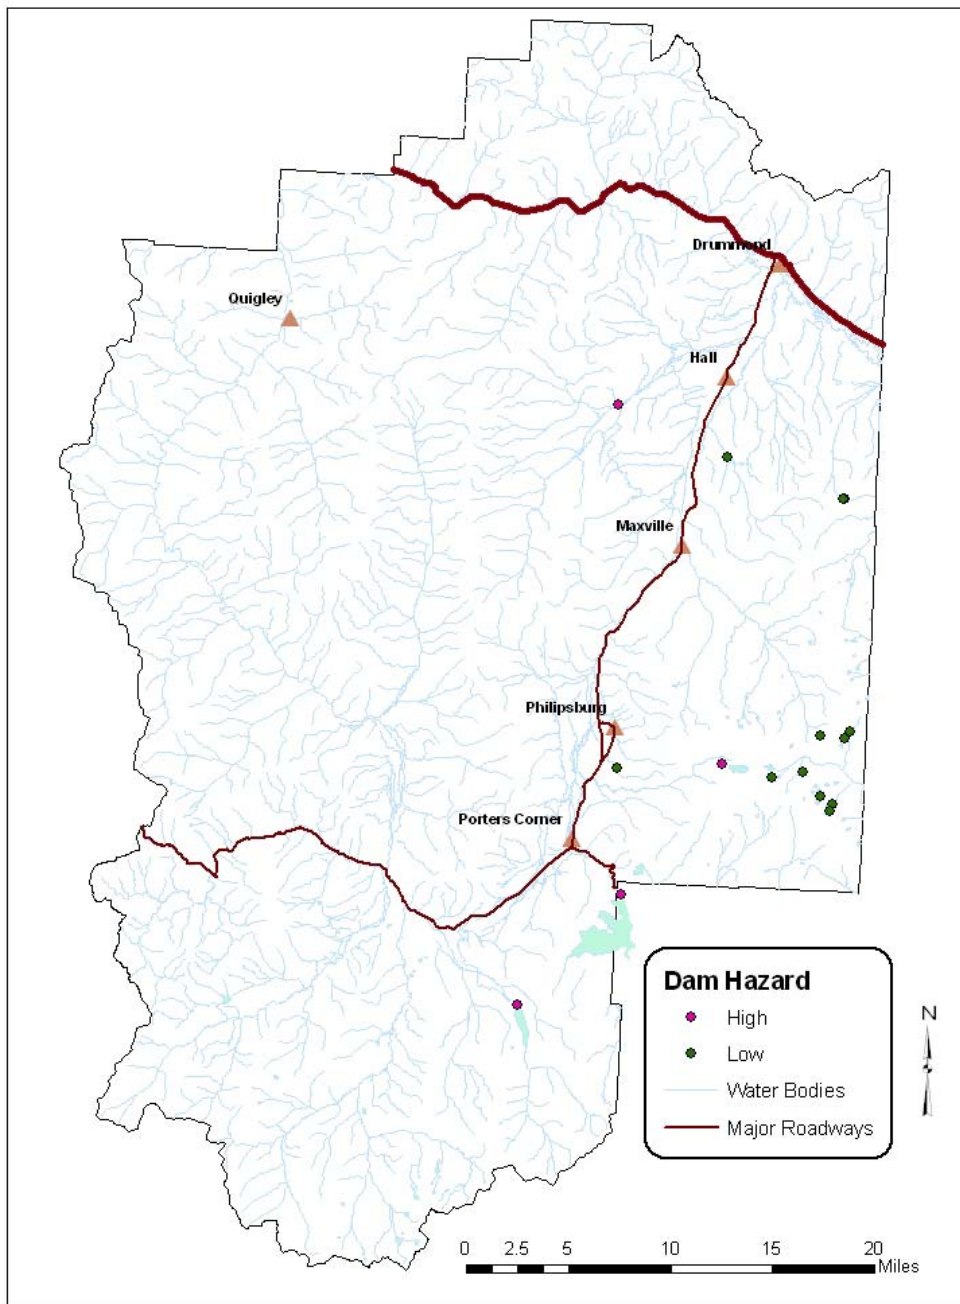 Drummond
Quigley
Hall
Maxville
Philipsburg
Porters Corner
Dam Hazard
High
Low
Water Bodies
Major Roadways
N
0 2.5 5 10 15 20
Miles